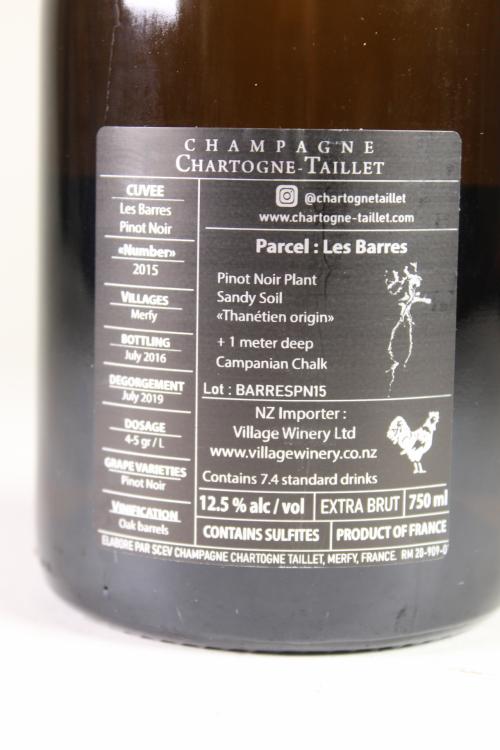 CHAMPAGNE
CHARTOGNE-TAILLET
CUVEE
Les Barres
Pinot Noir
«Number»
2015
VILLAGES
Merfy
BOTTLING
July 2016
DEGORGEMENT
July 2019
DOSAGE
4-5 gr / L
GRAPE VARIETIES
Pinot Noir
VINIFICATION
Oak barrels
@chartognetaillet
www.chartogne-taillet.com
Parcel : Les Barres
Pinot Noir Plant
Sandy Soil
«Thanétien origin»
+ 1 meter deep
Campanian Chalk
Lot : BARRESPN15
NZ Importer :
Village Winery Ltd
www.villagewinery.co.nz
Contains 7.4 standard drinks
12.5 % alc / vol
EXTRA BRUT
750 ml
CONTAINS SULFITES
PRODUCT OF FRANCE
ELABORE PAR SCEV CHAMPAGNE CHARTOGNE TAILLET, MERFY, FRANCE. RM 20-909-0